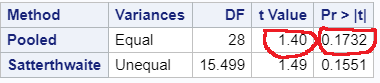 Method Variances DF t Value Pr > |t|
Pooled Equal 28 1.40 0.1732
Satterthwaite Unequal 15.499 1.49 0.1551